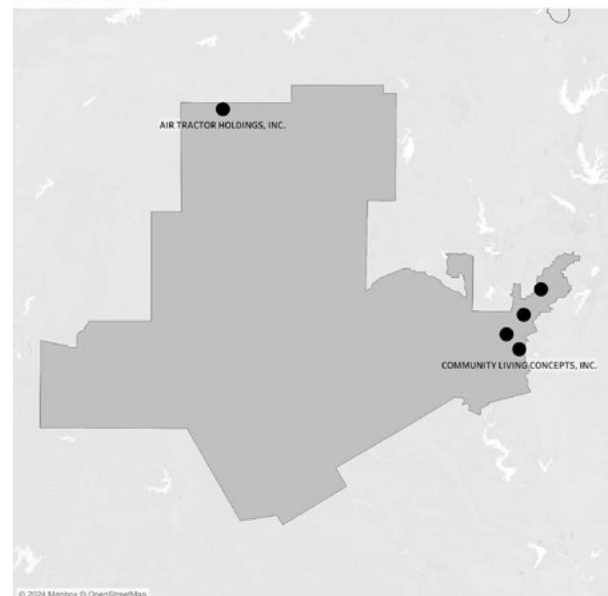 AIR TRACTOR HOLDINGS, INC.
COMMUNITY LIVING CONCEPTS, INC.
© 2024 Mapbox © OpenStreetMap